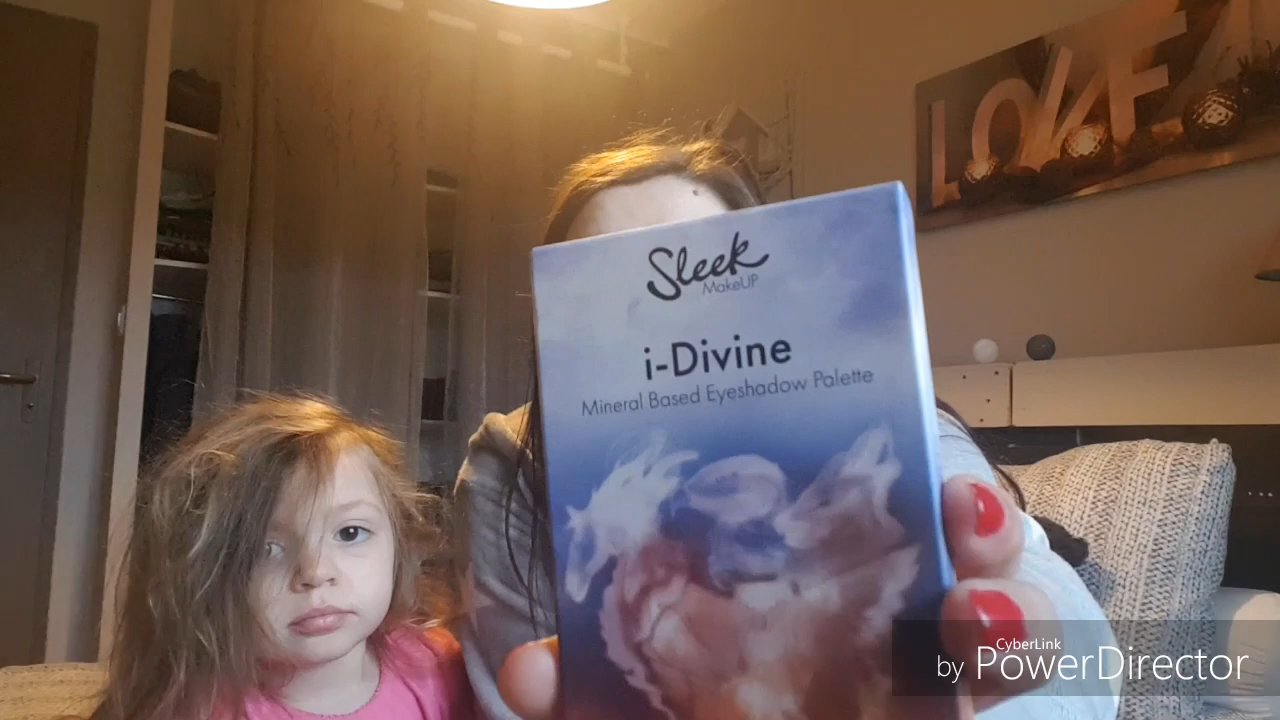 LOVE
Sleek
MakeUP
i-Divine
Mineral Based Eyeshadow Palette
CyberLink
by PowerDirector